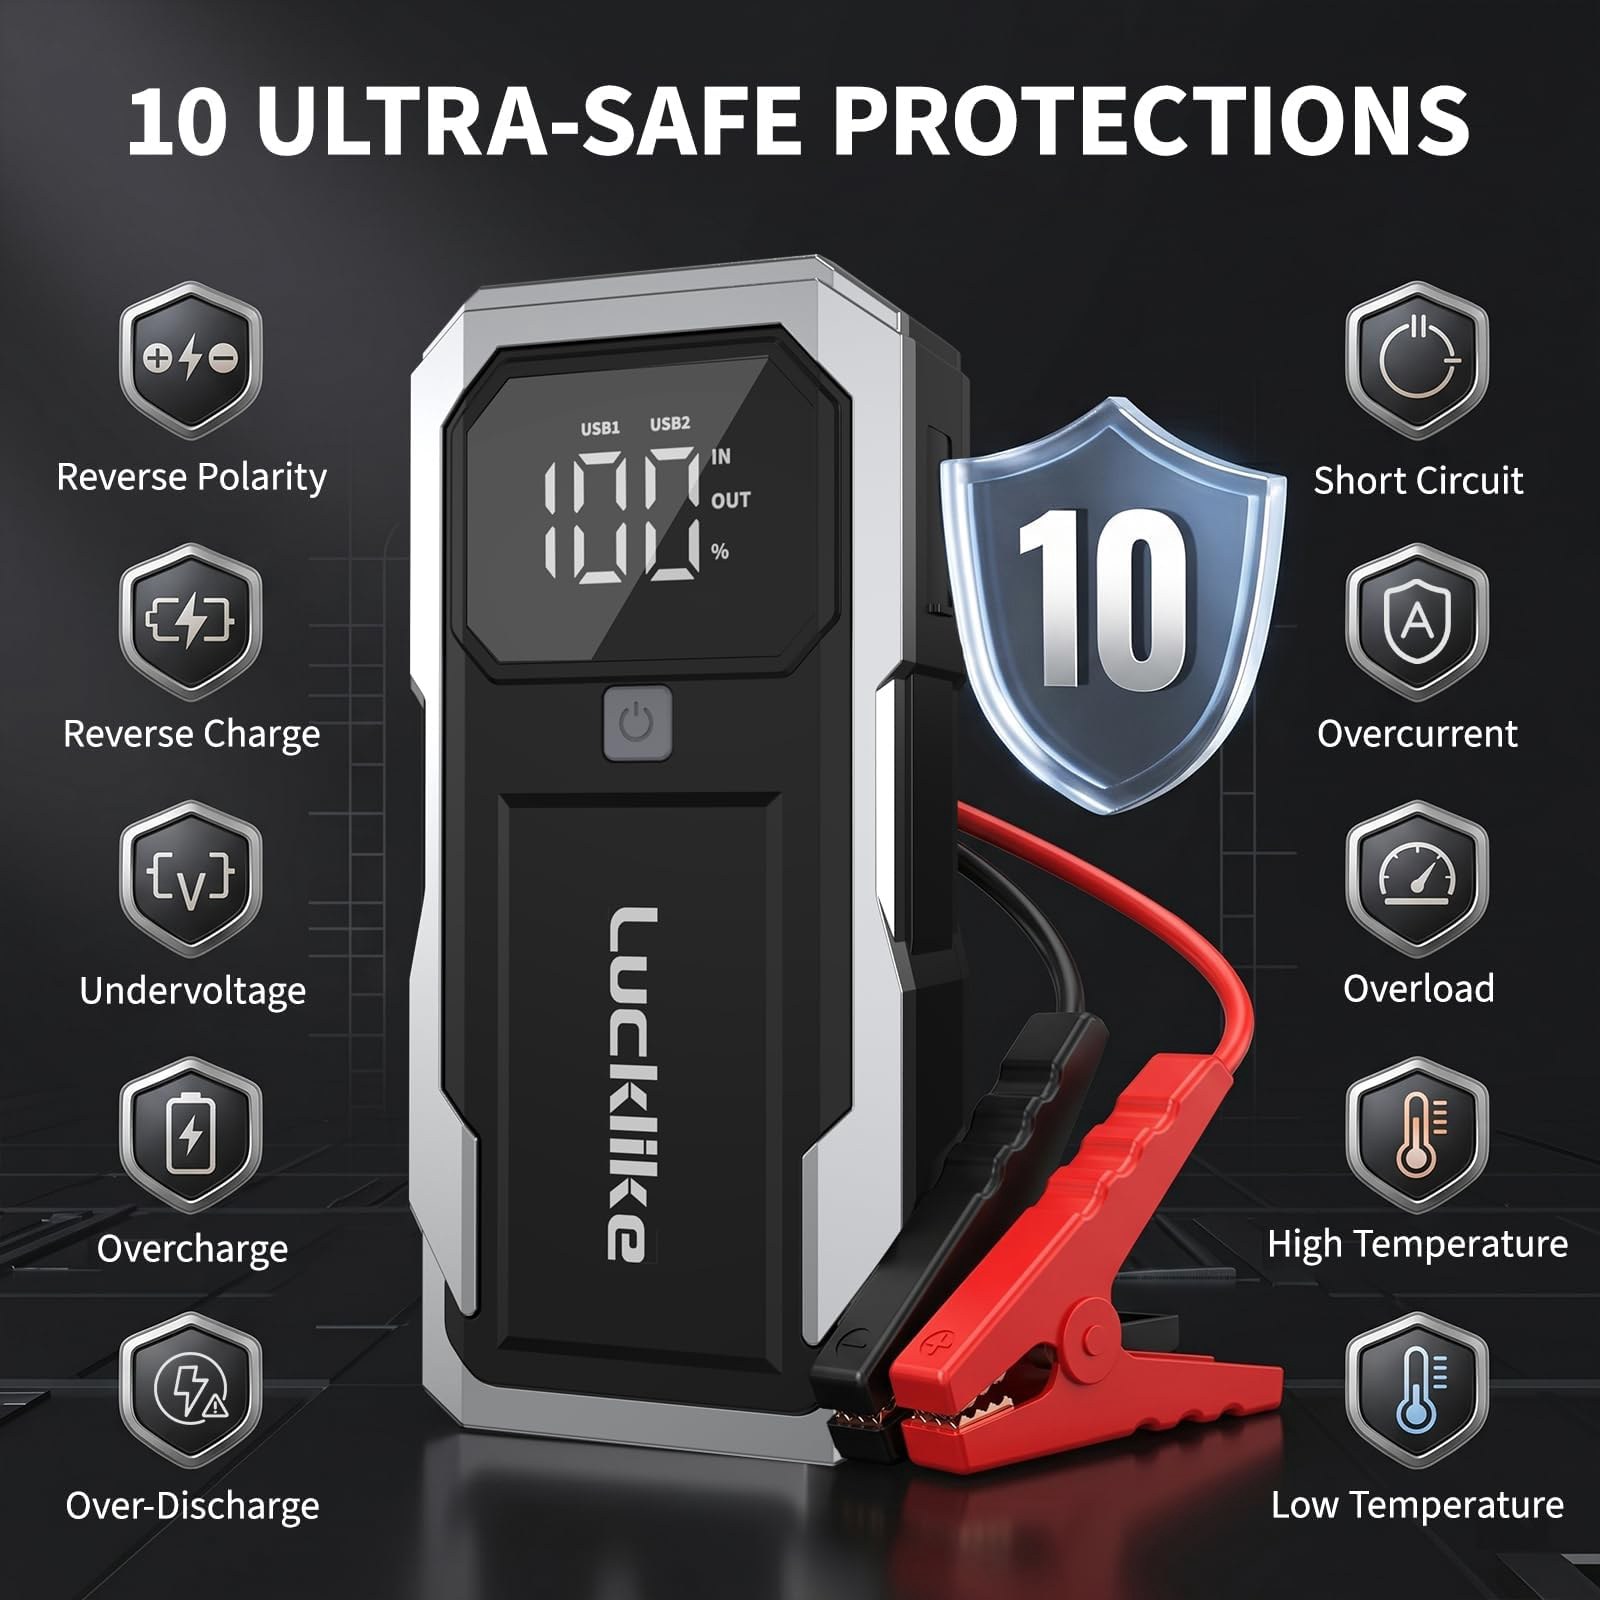 10 ULTRA-SAFE PROTECTIONS
Reverse Polarity
Reverse Charge
V
Undervoltage
Overcharge
Over-Discharge
USB1 USB2
100
IN
OUT
%
Lucklike
10
Short Circuit
A
Overcurrent
Overload
High Temperature
Low Temperature